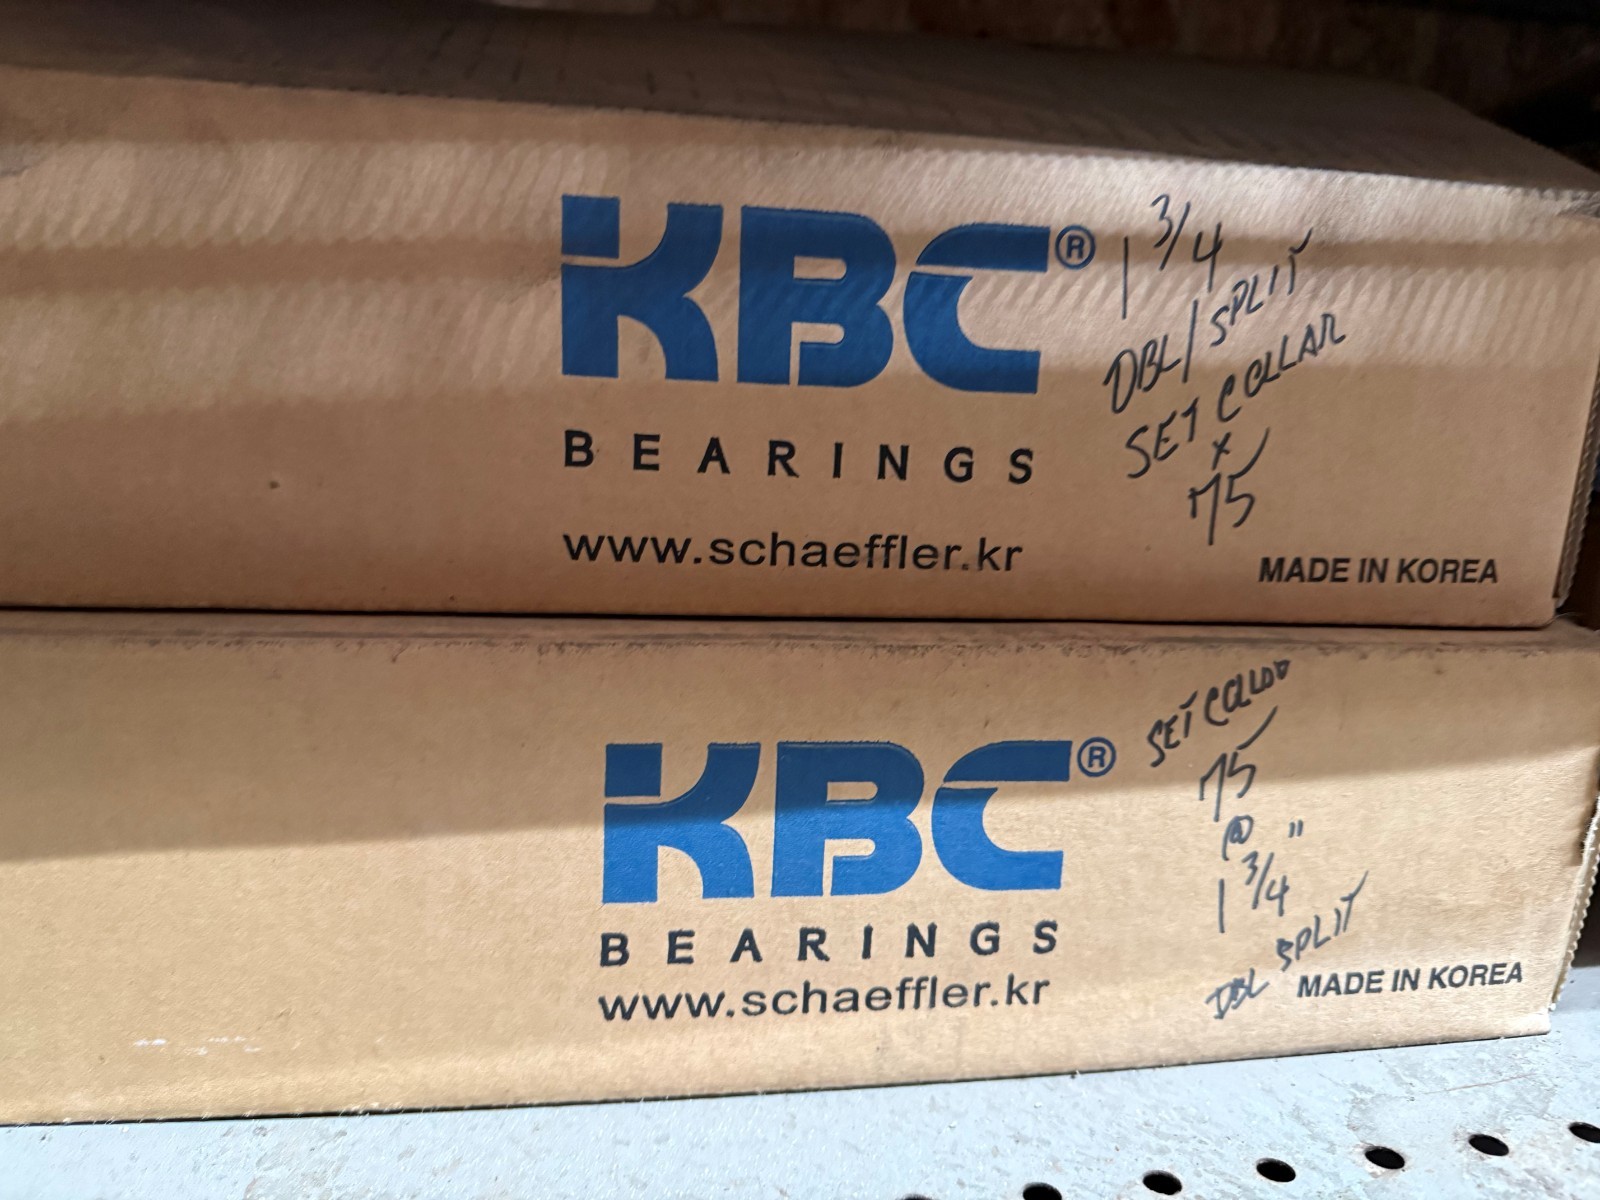 KBC®
BEARINGS
www.schaeffler.kr
1 3/4
DBL/SPLIT
SET COLLAR
x
75
MADE IN KOREA
KBC®
BEARINGS
www.schaeffler.kr
SET
75
@ "
1 3/4
DBL SPLIT
MADE IN KOREA